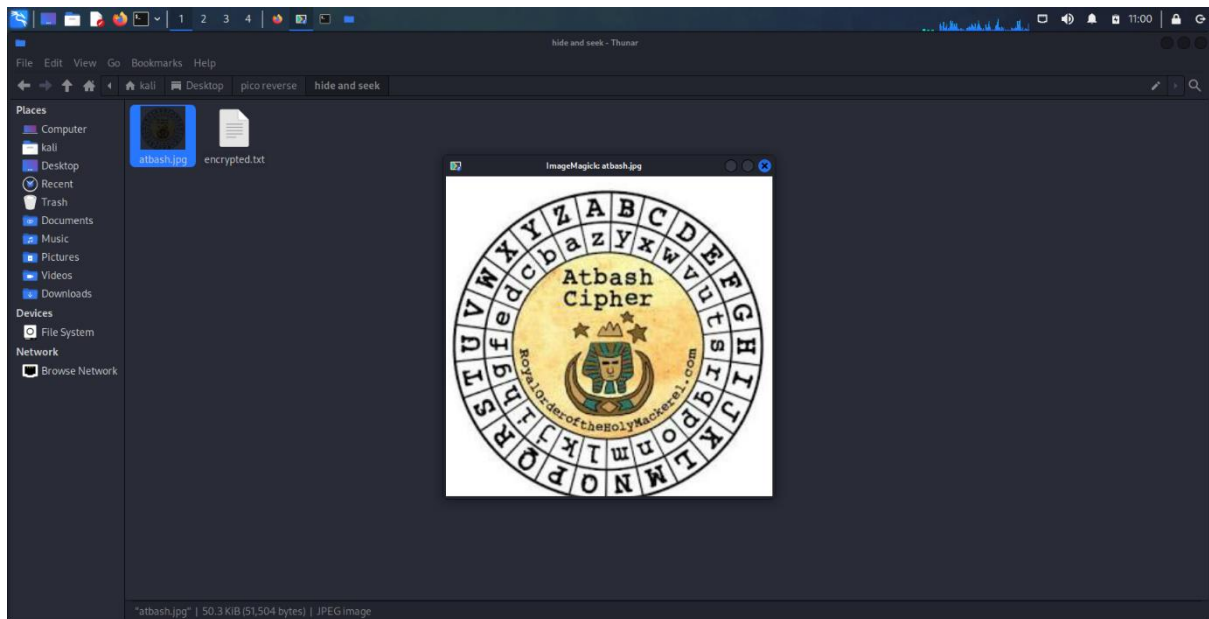 1 2 3 4 11:00
hide and seek - Thunar
File Edit View Go Bookmarks Help
kali Desktop pico reverse hide and seek
Places
Computer
kali
Desktop
Recent
Trash
Documents
Music
Pictures
Videos
Downloads
Devices
File System
Network
Browse Network
atbash.jpg encrypted.txt
ImageMagick: atbash.jpg
A B C D E F G H I J K L M N O P Q R S T U V W X Y Z
z y x w v u t s r q p o n m l k j i h g f e d c b a
Atbash
Cipher
RoyalOrderoftheHolyMackerel.com
"atbash.jpg" | 50.3 KiB (51,504 bytes) | JPEG image